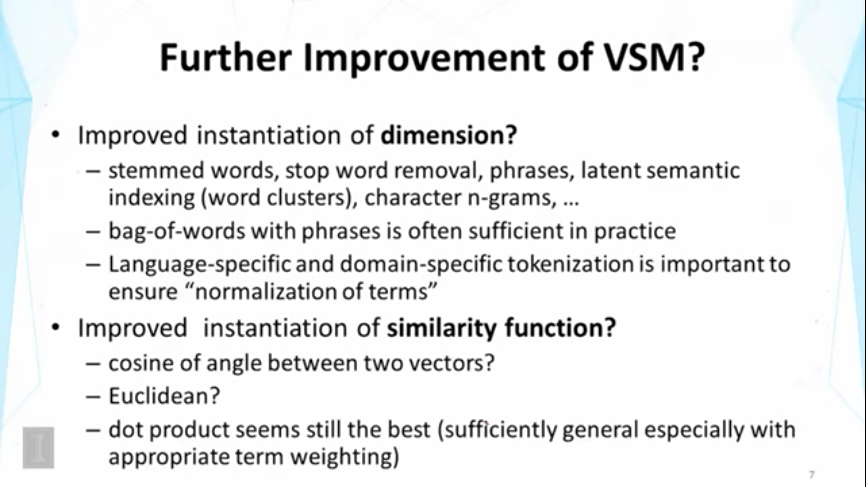 Further Improvement of VSM?
• Improved instantiation of dimension?
– stemmed words, stop word removal, phrases, latent semantic
indexing (word clusters), character n-grams, …
– bag-of-words with phrases is often sufficient in practice
– Language-specific and domain-specific tokenization is important to
ensure “normalization of terms”
• Improved instantiation of similarity function?
– cosine of angle between two vectors?
– Euclidean?
– dot product seems still the best (sufficiently general especially with
appropriate term weighting)
I
7